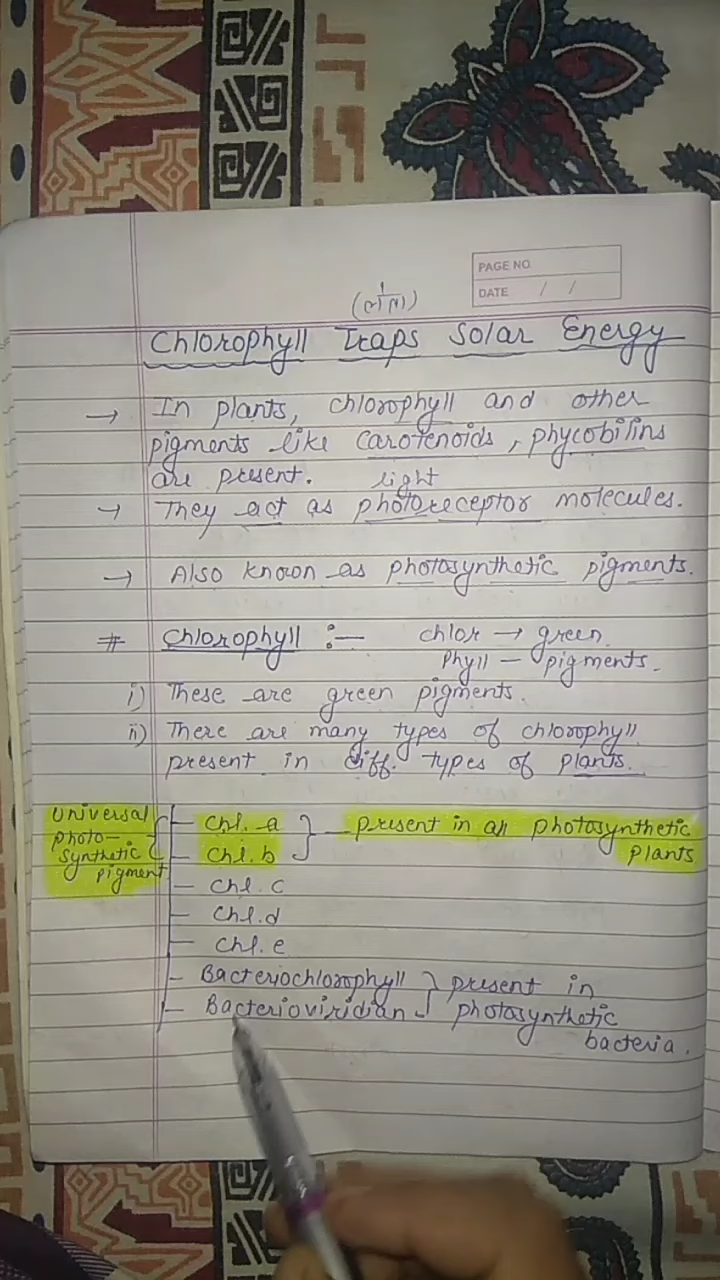 PAGE NO
DATE / /
Chlorophyll Traps Solar Energy
→ In plants, chlorophyll and other
pigments like carotenoids, phycobilins
are present. light
→ They act as photoreceptor molecules.
→ Also known as photosynthetic pigments.
# Chlorophyll :— chlor → green
Phyll — pigments.
i) These are green pigments.
ii) There are many types of chlorophyll
present in diff. types of plants.
Universal photo-synthetic pigment
— Chl. a } — present in all photosynthetic
— Chl. b plants
— Chl. c
— Chl. d
— Chl. e
— Bacteriochlorophyll } present in
— Bacterioviridian photosynthetic
bacteria.